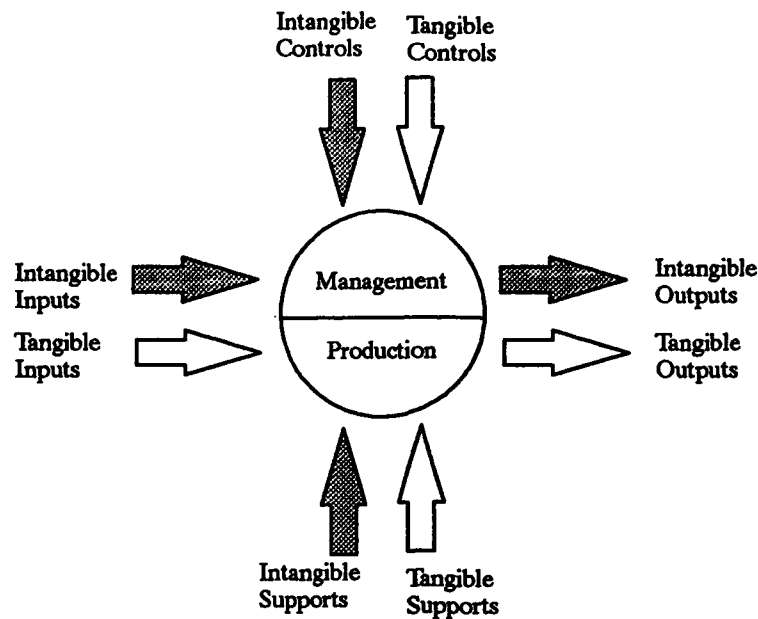 Intangible
Controls
Tangible
Controls
Intangible
Inputs
Management
Intangible
Outputs
Tangible
Inputs
Production
Tangible
Outputs
Intangible
Supports
Tangible
Supports